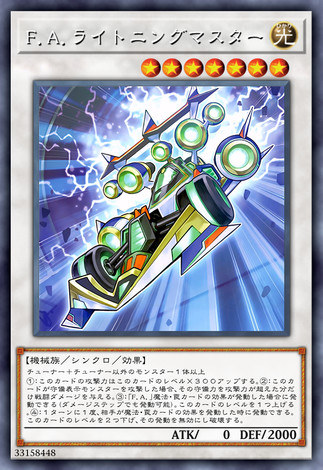 F.A.ライトニングマスター 光
【機械族／シンクロ／効果】
チューナー＋チューナー以外のモンスター１体以上
①：このカードの攻撃力はこのカードのレベル×３００アップする。②：このカ
ードが守備表示モンスターを攻撃した場合、その守備力を攻撃力が超えた分だ
け戦闘ダメージを与える。③：「F.A.」魔法・罠カードの効果が発動した場合に発
動できる（ダメージステップでも発動可能）。このカードのレベルを１つ上げる
。④：１ターンに１度、相手が魔法・罠カードの効果を発動した時に発動できる。
このカードのレベルを２つ下げ、その発動を無効にし破壊する。
ATK/ 0 DEF/2000
33158448